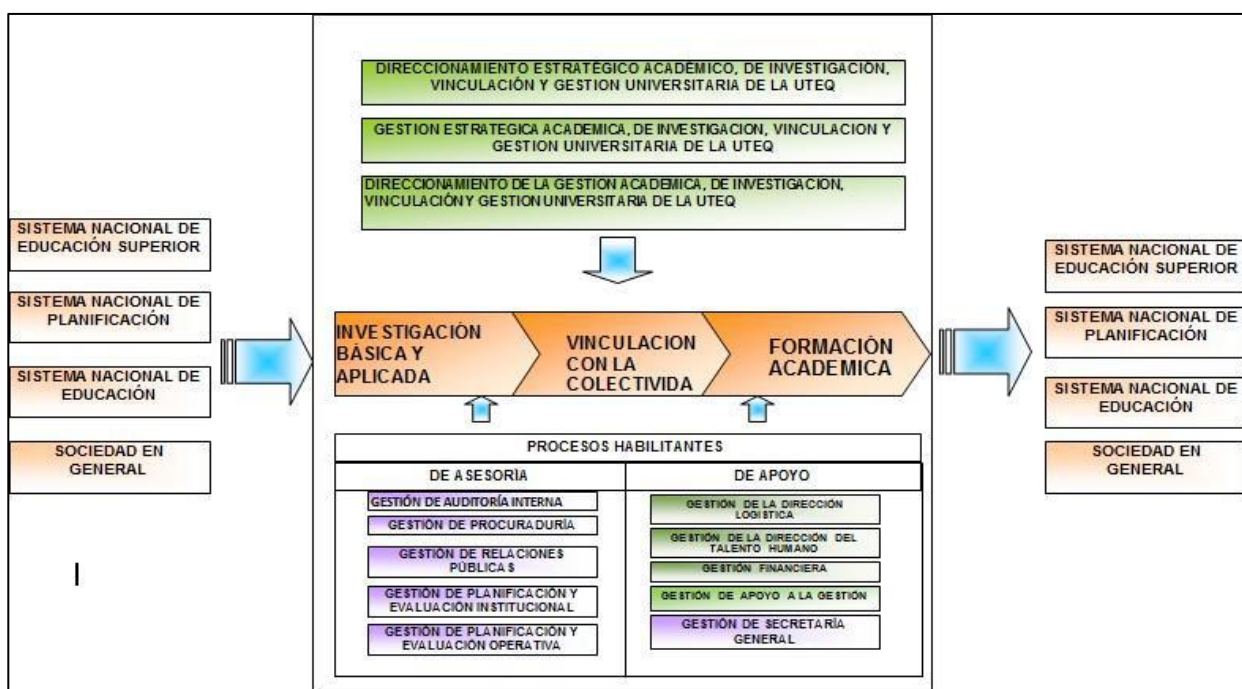 DIRECCIONAMIENTO ESTRATÉGICO ACADÉMICO, DE INVESTIGACIÓN,
VINCULACIÓN Y GESTION UNIVERSITARIA DE LA UTEQ
GESTION ESTRATEGICA ACADEMICA, DE INVESTIGACION, VINCULACION Y
GESTION UNIVERSITARIA DE LA UTEQ
DIRECCIONAMIENTO DE LA GESTION ACADEMICA, DE INVESTIGACION,
VINCULACIÓN Y GESTION UNIVERSITARIA DE LA UTEQ
SISTEMA NACIONAL DE
EDUCACIÓN SUPERIOR
SISTEMA NACIONAL DE
PLANIFICACIÓN
SISTEMA NACIONAL DE
EDUCACIÓN
SOCIEDAD EN
GENERAL
INVESTIGACIÓN
BÁSICA Y
APLICADA
VINCULACION
CON LA
COLECTIVIDA
FORMACIÓN
ACADEMICA
SISTEMA NACIONAL DE
EDUCACIÓN SUPERIOR
SISTEMA NACIONAL DE
PLANIFICACIÓN
SISTEMA NACIONAL DE
EDUCACIÓN
SOCIEDAD EN
GENERAL
PROCESOS HABILITANTES
DE ASESORÍA
GESTIÓN DE AUDITORÍA INTERNA
GESTIÓN DE PROCURADURÍA
GESTIÓN DE RELACIONES
PÚBLICAS
GESTIÓN DE PLANIFICACIÓN Y
EVALUACIÓN INSTITUCIONAL
GESTIÓN DE PLANIFICACIÓN Y
EVALUACIÓN OPERATIVA
DE APOYO
GESTIÓN DE LA DIRECCIÓN
LOGISTICA
GESTIÓN DE LA DIRECCIÓN DEL
TALENTO HUMANO
GESTIÓN FINANCIERA
GESTIÓN DE APOYO A LA GESTIÓN
GESTIÓN DE SECRETARÍA
GENERAL